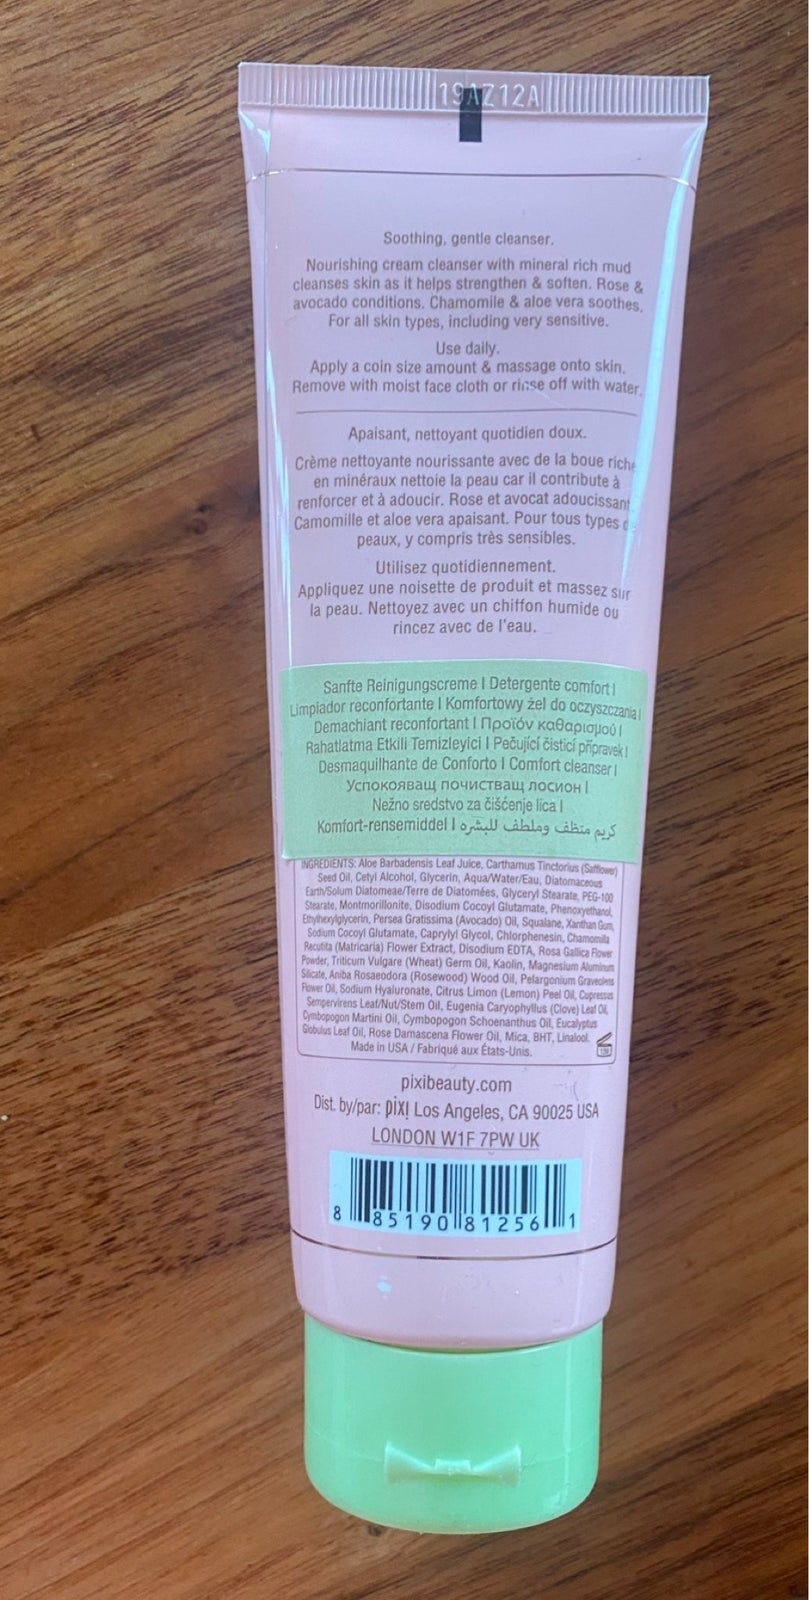 19AZ12A
Soothing, gentle cleanser.
Nourishing cream cleanser with mineral rich mud
cleanses skin as it helps strengthen & soften. Rose &
avocado conditions. Chamomile & aloe vera soothes.
For all skin types, including very sensitive.
Use daily.
Apply a coin size amount & massage onto skin.
Remove with moist face cloth or rinse off with water.
Apaisant, nettoyant quotidien doux.
Crème nettoyante nourissante avec de la boue riche
en minéraux nettoie la peau car il contribute à
renforcer et à adoucir. Rose et avocat adoucissant
Camomille et aloe vera apaisant. Pour tous types
peaux, y compris très sensibles.
Utilisez quotidiennement.
Appliquez une noisette de produit et massez sur
la peau. Nettoyez avec un chiffon humide ou
rincez avec de l'eau.
Sanfte Reinigungscreme | Detergente comfort |
Limpiador reconfortante | Komfortowy żel do oczyszczania |
Demachiant reconfortant | Προϊόν καθαρισμού |
Rahatlatma Etkili Temizleyici | Pečující čisticí přípravek |
Desmaquilhante de Conforto | Comfort cleanser |
Успокояващ почистващ лосион |
Nežno sredstvo za čišćenje lica |
Komfort-rensemiddel | كريم منظف وملطف للبشره
INGREDIENTS: Aloe Barbadensis Leaf Juice, Carthamus Tinctorius (Safflower)
Seed Oil, Cetyl Alcohol, Glycerin, Aqua/Water/Eau, Diatomaceous
Earth/Solum Diatomeae/Terre de Diatomées, Glyceryl Stearate, PEG-100
Stearate, Montmorillonite, Disodium Cocoyl Glutamate, Phenoxyethanol,
Ethylhexylglycerin, Persea Gratissima (Avocado) Oil, Squalane, Xanthan Gum,
Sodium Cocoyl Glutamate, Caprylyl Glycol, Chlorphenesin, Chamomilla
Recutita (Matricaria) Flower Extract, Disodium EDTA, Rosa Gallica Flower
Powder, Triticum Vulgare (Wheat) Germ Oil, Kaolin, Magnesium Aluminum
Silicate, Aniba Rosaeodora (Rosewood) Wood Oil, Pelargonium Graveolens
Flower Oil, Sodium Hyaluronate, Citrus Limon (Lemon) Peel Oil, Cupressus
Sempervirens Leaf/Nut/Stem Oil, Eugenia Caryophyllus (Clove) Leaf Oil,
Cymbopogon Martini Oil, Cymbopogon Schoenanthus Oil, Eucalyptus
Globulus Leaf Oil, Rose Damascena Flower Oil, Mica, BHT, Linalool.
Made in USA / Fabriqué aux États-Unis.
pixibeauty.com
Dist. by/par: pixi Los Angeles, CA 90025 USA
LONDON W1F 7PW UK
8 85190 81256 1